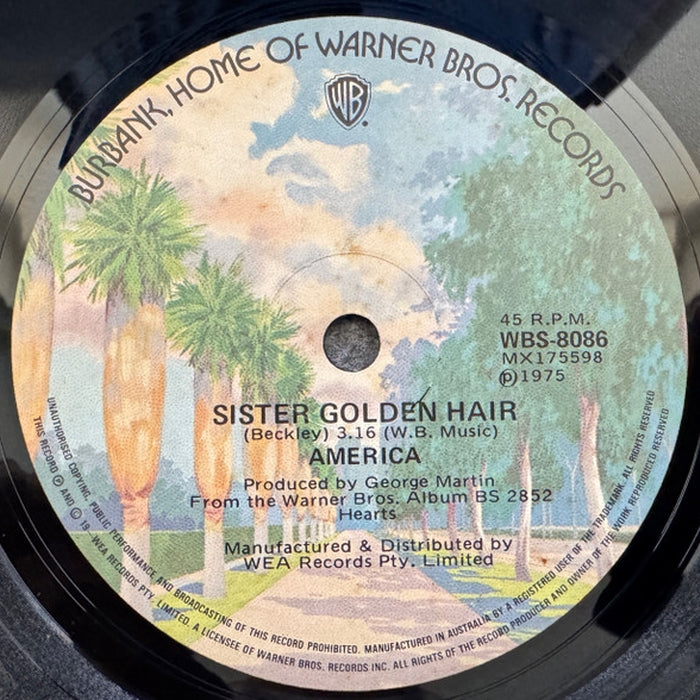 BURBANK, HOME OF WARNER BROS. RECORDS
WB
45 R.P.M.
WBS-8086
MX175598
℗1975
SISTER GOLDEN HAIR
(Beckley) 3.16 (W.B. Music)
AMERICA
Produced by George Martin
From the Warner Bros. Album BS 2852
Hearts
Manufactured & Distributed by
WEA Records Pty. Limited
UNAUTHORISED COPYING, PUBLIC PERFORMANCE AND BROADCASTING OF THIS RECORD PROHIBITED. MANUFACTURED IN AUSTRALIA BY A REGISTERED USER OF THE TRADEMARK. ALL RIGHTS RESERVED
THIS RECORD ℗ AND © 19 WEA RECORDS PTY. LIMITED. A LICENSEE OF WARNER BROS. RECORDS INC. ALL RIGHTS OF THE RECORD PRODUCER AND OWNER OF THE WORK REPRODUCED RESERVED